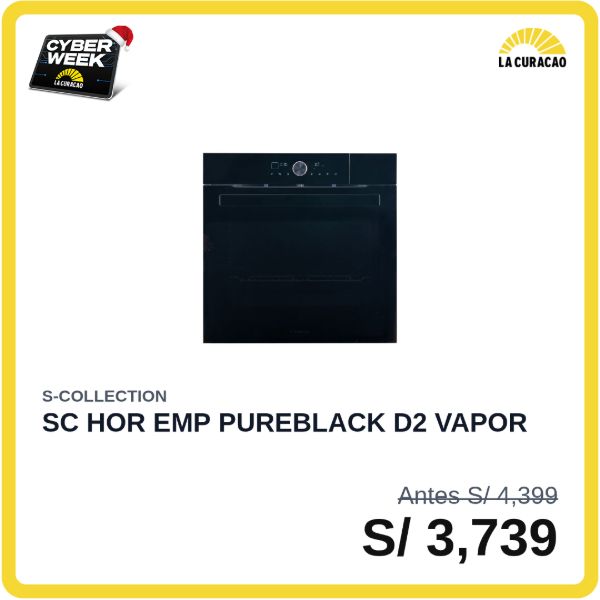 CYBER
WEEK
LA CURACAO
LA CURACAO
S-COLLECTION
SC HOR EMP PUREBLACK D2 VAPOR
Antes S/ 4,399
S/ 3,739